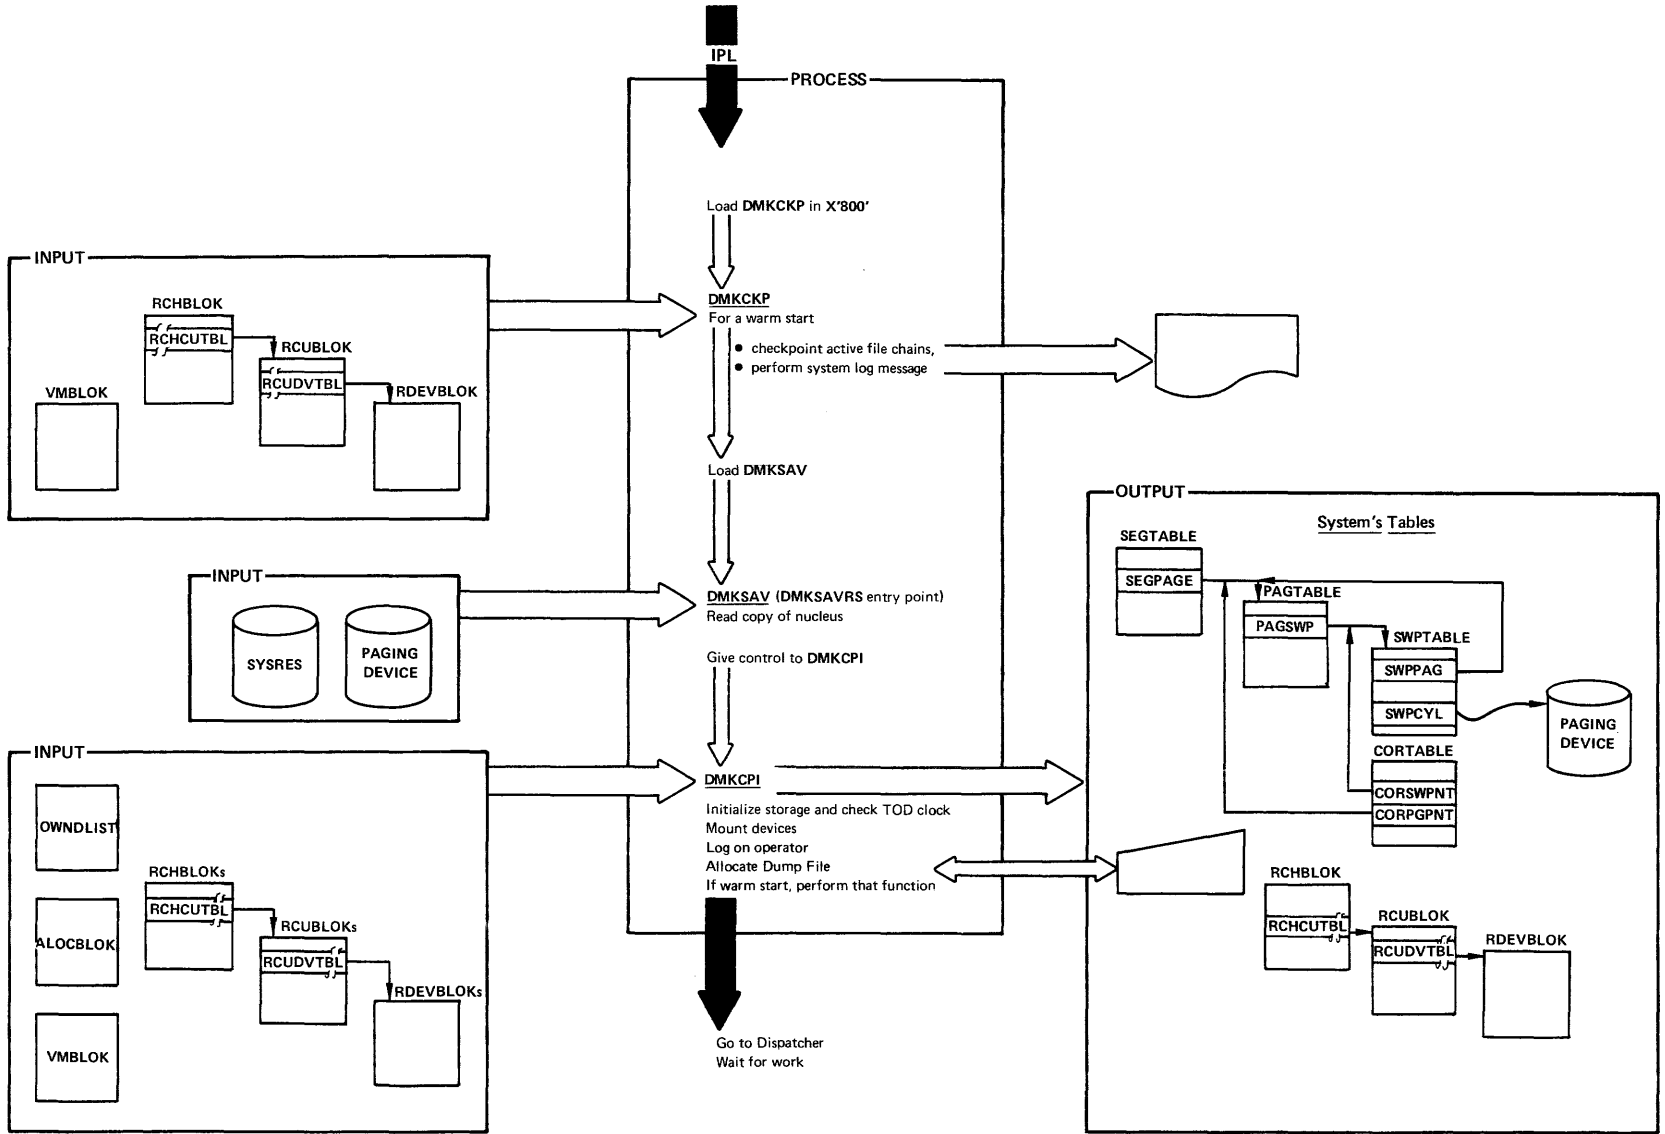 IPL
PROCESS
Load DMKCKP in X'800'
DMKCKP
For a warm start
• checkpoint active file chains,
• perform system log message
Load DMKSAV
DMKSAV (DMKSAVRS entry point)
Read copy of nucleus
Give control to DMKCPI
DMKCPI
Initialize storage and check TOD clock
Mount devices
Log on operator
Allocate Dump File
If warm start, perform that function
Go to Dispatcher
Wait for work
INPUT
RCHBLOK
RCHCUTBL
RCUBLOK
RCUDVTBL
VMBLOK
RDEVBLOK
INPUT
SYSRES
PAGING
DEVICE
INPUT
OWNDLIST
RCHBLOKs
RCHCUTBL
ALOCBLOK
RCUBLOKs
RCUDVTBL
RDEVBLOKs
VMBLOK
OUTPUT
System's Tables
SEGTABLE
SEGPAGE
PAGTABLE
PAGSWP
SWPTABLE
SWPPAG
SWPCYL
PAGING
DEVICE
CORTABLE
CORSWPNT
CORPGPNT
RCHBLOK
RCHCUTBL
RCUBLOK
RCUDVTBL
RDEVBLOK